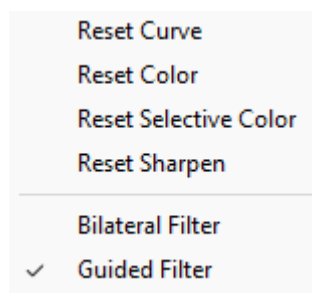 Reset Curve
Reset Color
Reset Selective Color
Reset Sharpen
Bilateral Filter
Guided Filter